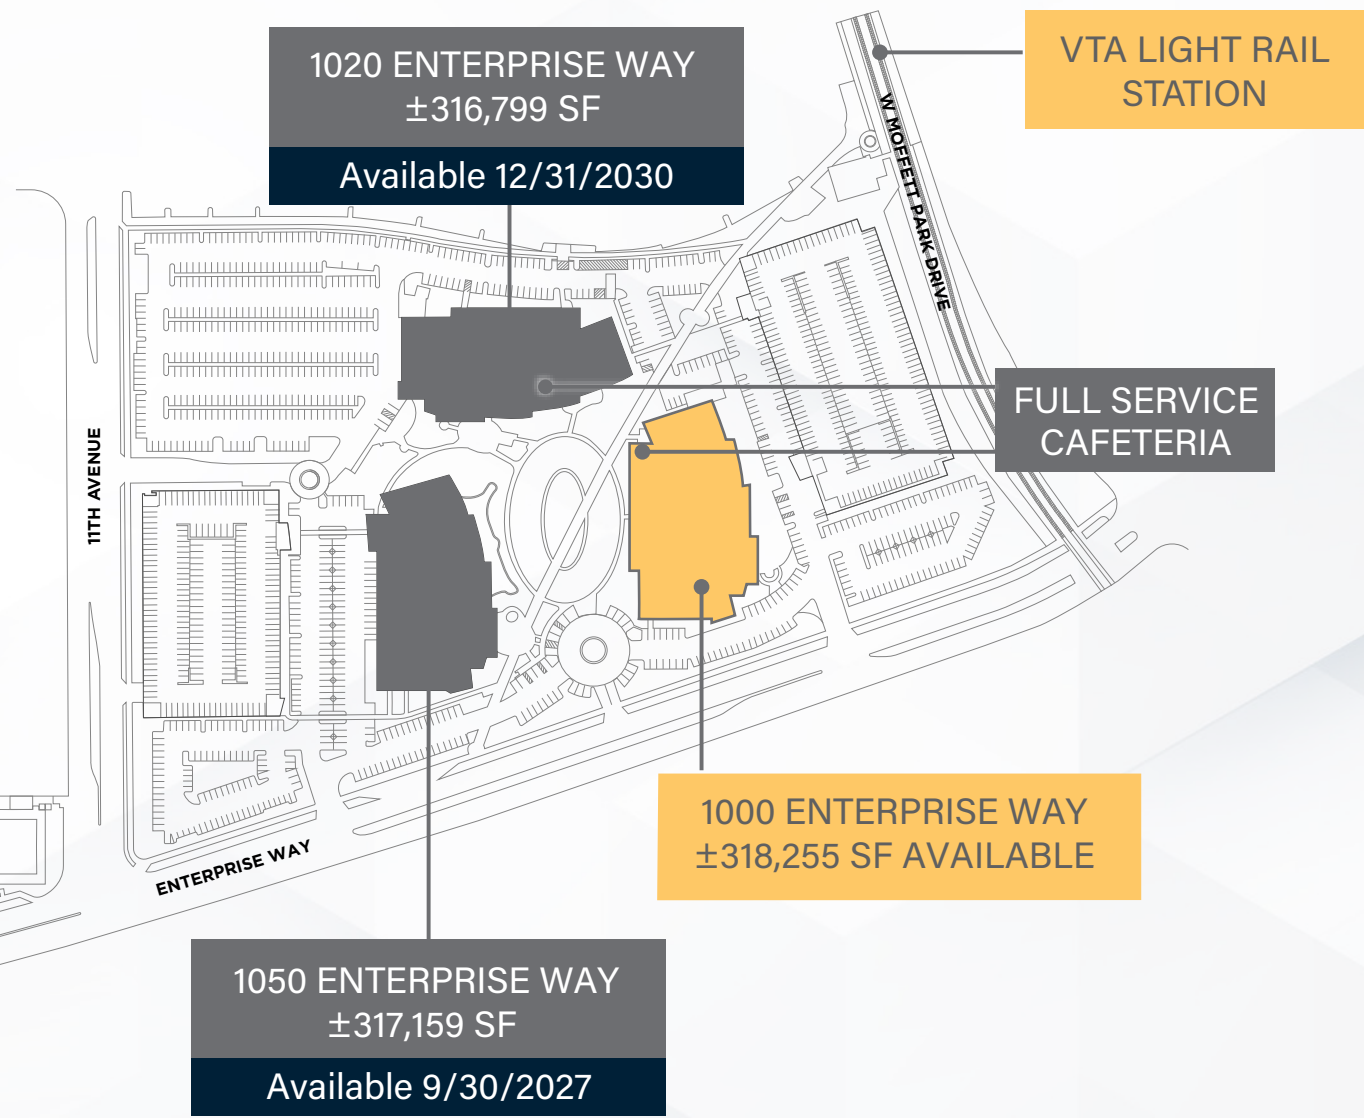 1020 ENTERPRISE WAY
±316,799 SF
Available 12/31/2030
VTA LIGHT RAIL
STATION
W MOFFETT PARK DRIVE
FULL SERVICE
CAFETERIA
11TH AVENUE
1000 ENTERPRISE WAY
±318,255 SF AVAILABLE
ENTERPRISE WAY
1050 ENTERPRISE WAY
±317,159 SF
Available 9/30/2027